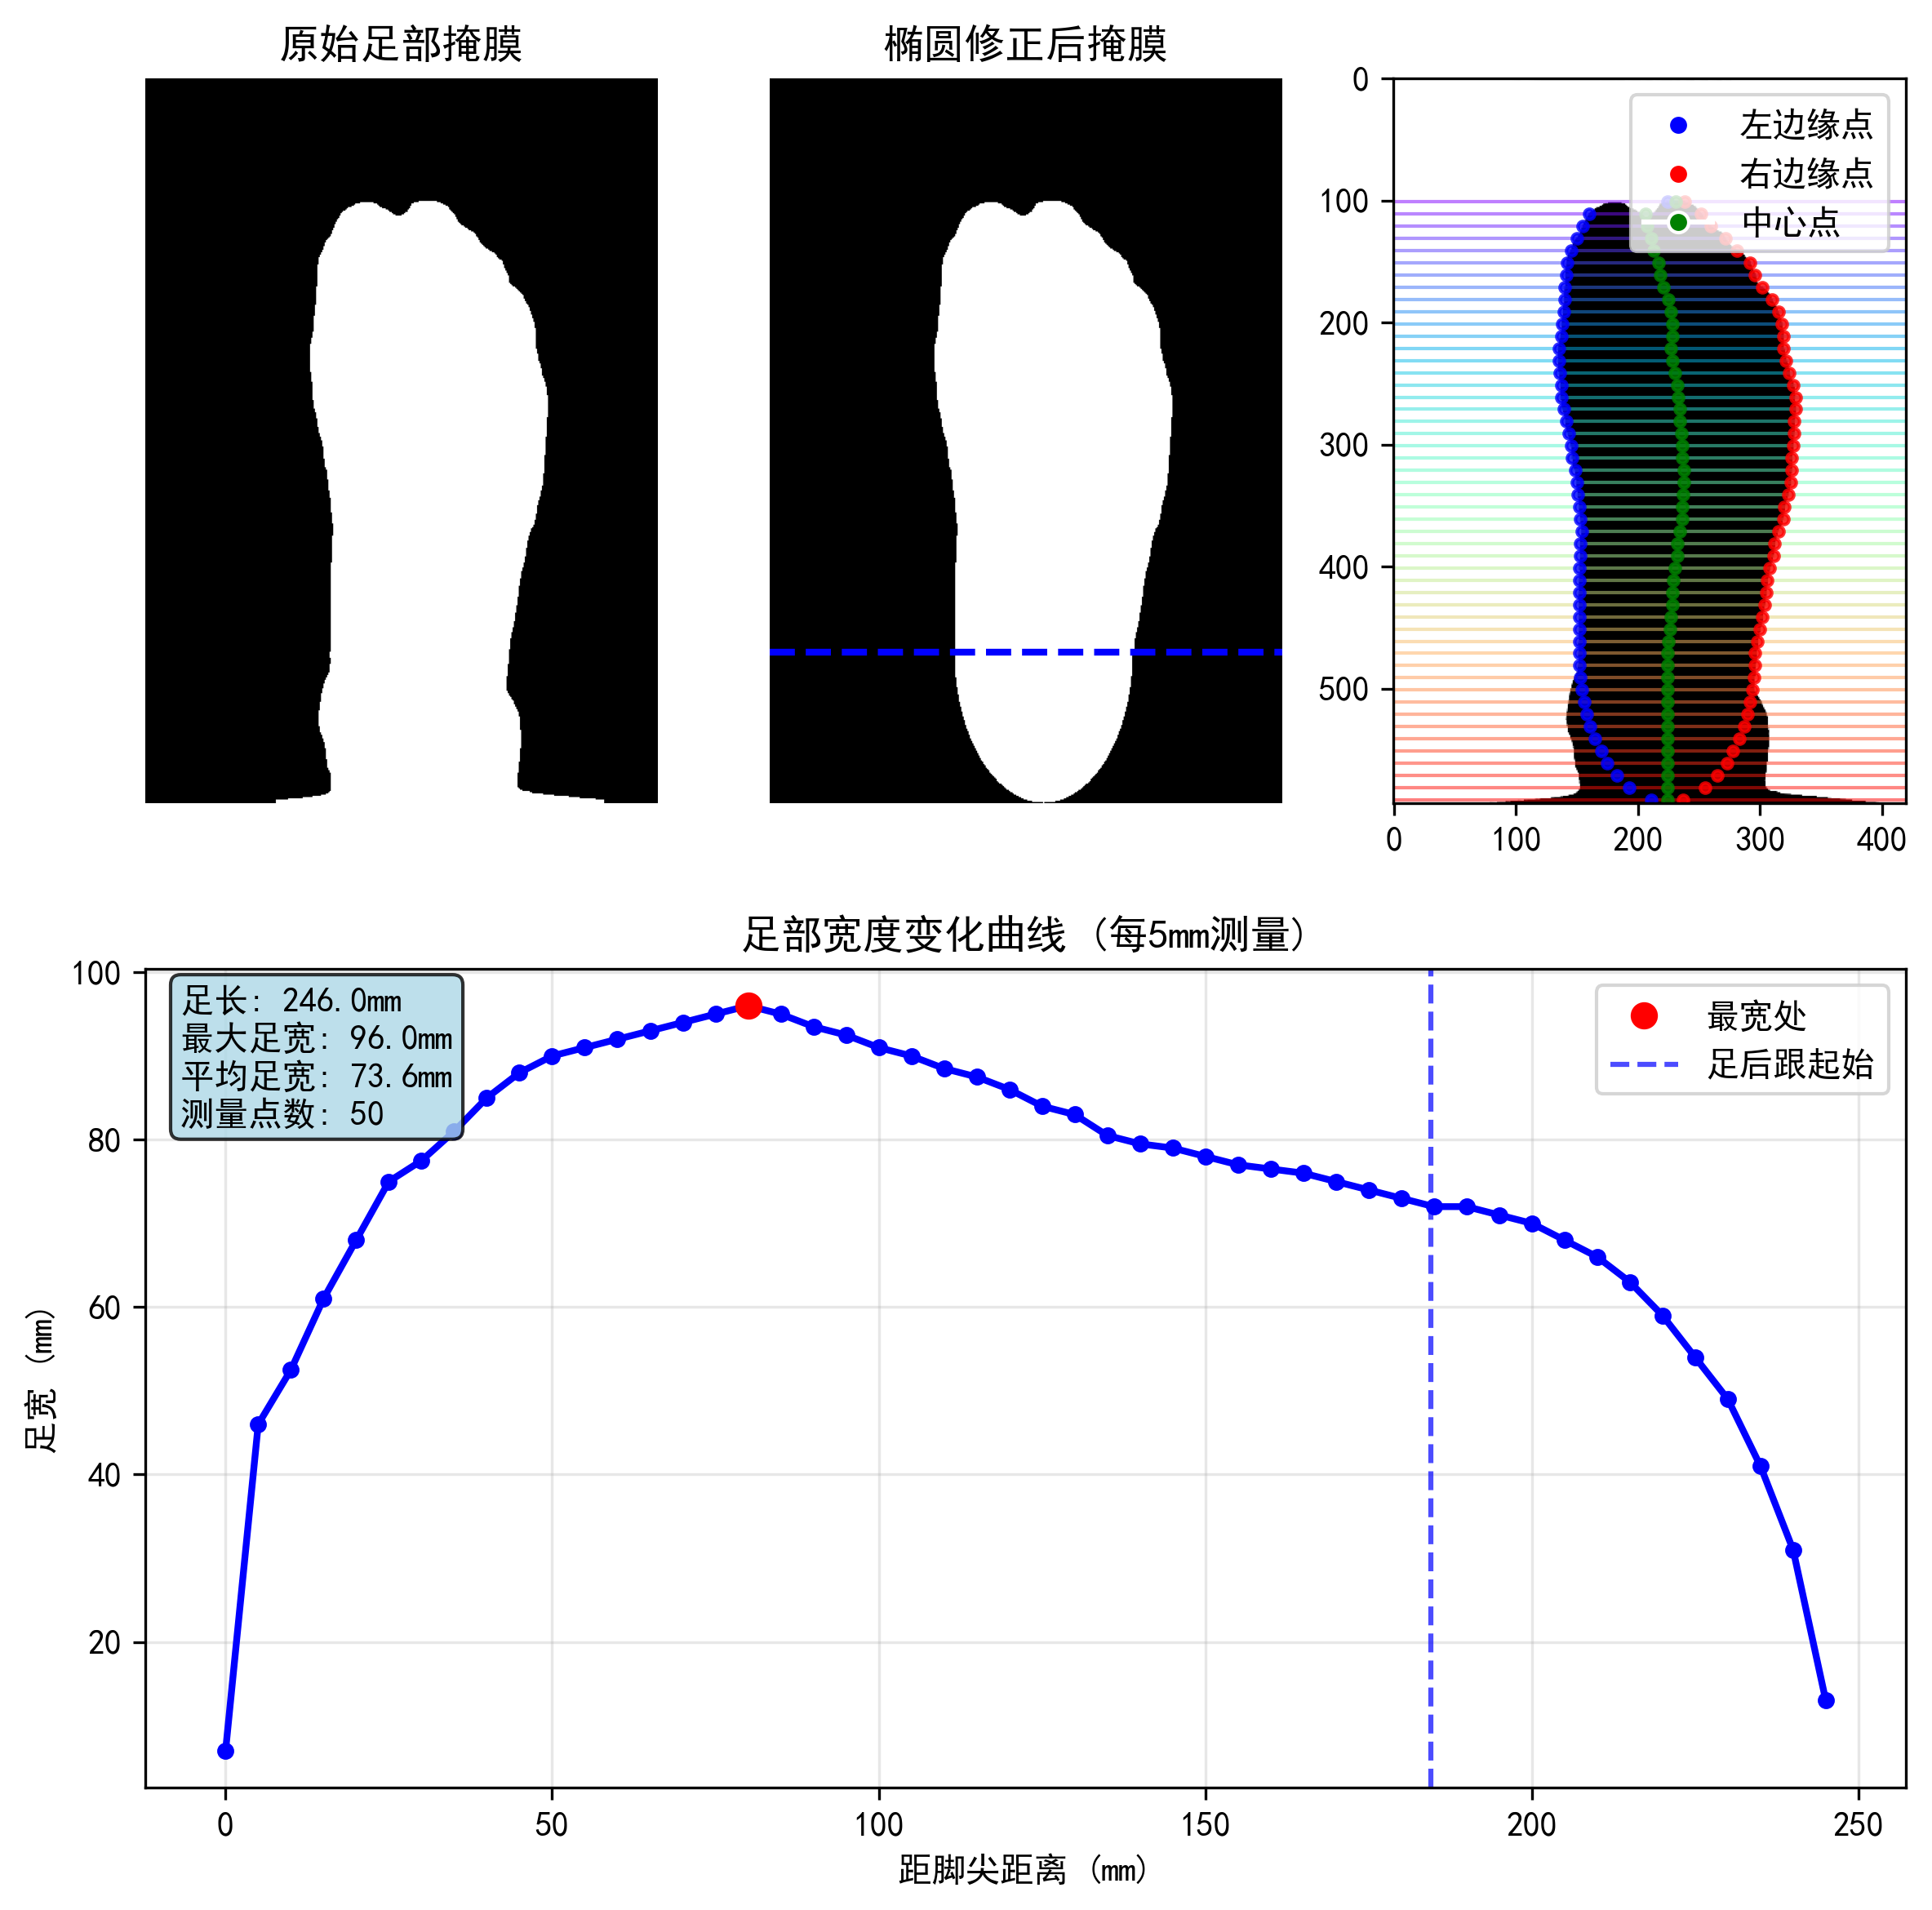 原始足部掩膜
椭圆修正后掩膜
0
100
200
300
400
500
左边缘点
右边缘点
中心点
0 100 200 300 400
足部宽度变化曲线 (每5mm测量)
足长: 246.0mm
最大足宽: 96.0mm
平均足宽: 73.6mm
测量点数: 50
最宽处
足后跟起始
100
80
60
40
20
足宽 (mm)
0 50 100 150 200 250
距脚尖距离 (mm)